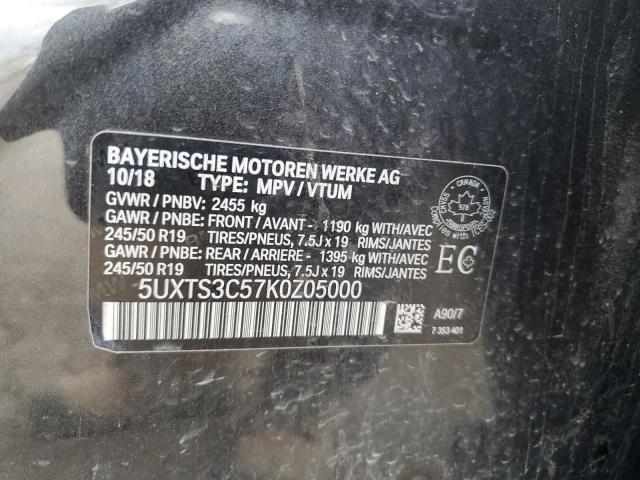 BAYERISCHE MOTOREN WERKE AG
10/18 TYPE: MPV / VTUM
GVWR / PNBV: 2455 kg
GAWR / PNBE: FRONT / AVANT - 1190 kg WITH/AVEC
245/50 R19 TIRES/PNEUS, 7.5J x 19 RIMS/JANTES
GAWR / PNBE: REAR / ARRIERE - 1395 kg WITH/AVEC
245/50 R19 TIRES/PNEUS, 7.5J x 19 RIMS/JANTES
5UXTS3C57K0Z05000
CANADA
928
EC
A90/7
7 353 401